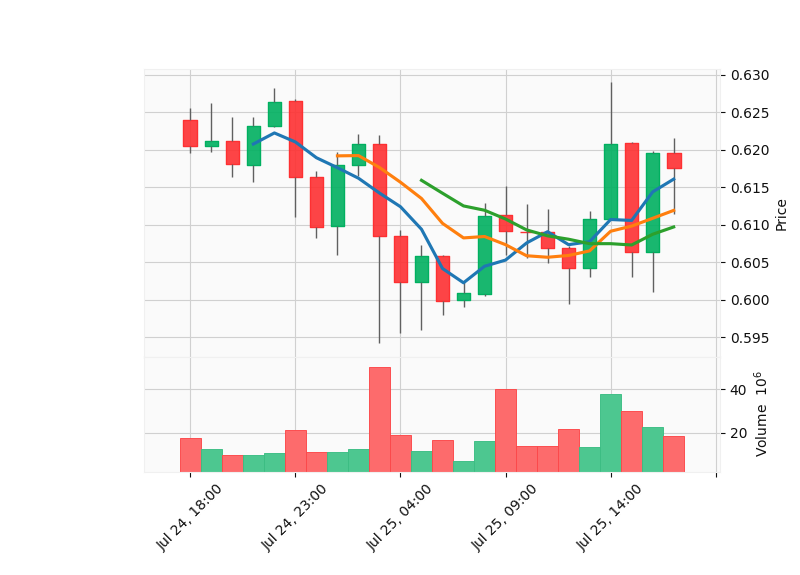 0.630
0.625
0.620
0.615
0.610
0.605
0.600
0.595
Price
40
20
Volume 10^6
Jul 24, 18:00
Jul 24, 23:00
Jul 25, 04:00
Jul 25, 09:00
Jul 25, 14:00